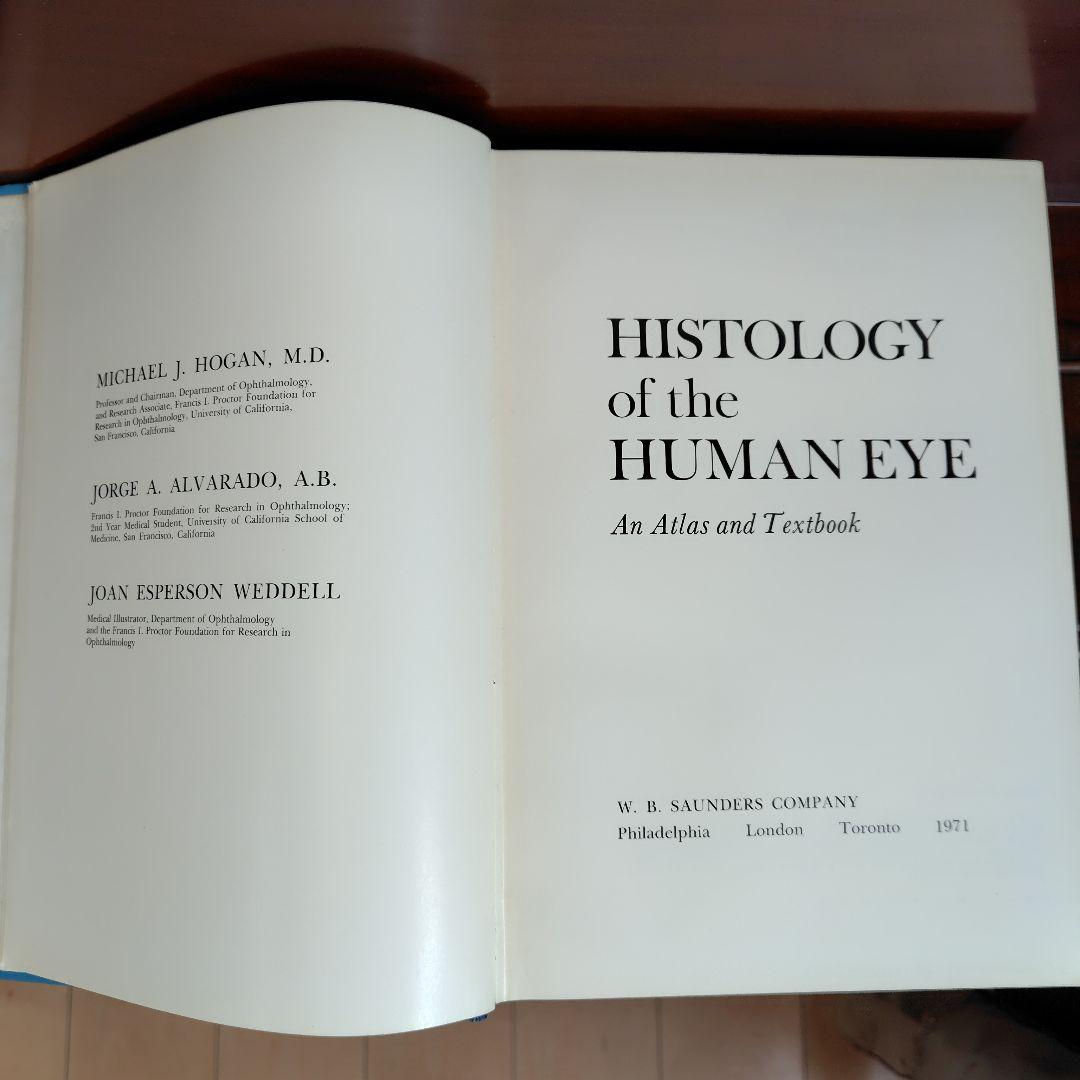 MICHAEL J. HOGAN, M.D.
Professor and Chairman, Department of Ophthalmology,
and Research Associate, Francis I. Proctor Foundation for
Research in Ophthalmology, University of California,
San Francisco, California
JORGE A. ALVARADO, A.B.
Francis I. Proctor Foundation for Research in Ophthalmology;
2nd Year Medical Student, University of California School of
Medicine, San Francisco, California
JOAN ESPERSON WEDDELL
Medical Illustrator, Department of Ophthalmology
and the Francis I. Proctor Foundation for Research in
Ophthalmology
HISTOLOGY
of the
HUMAN EYE
An Atlas and Textbook
W. B. SAUNDERS COMPANY
Philadelphia London Toronto 1971